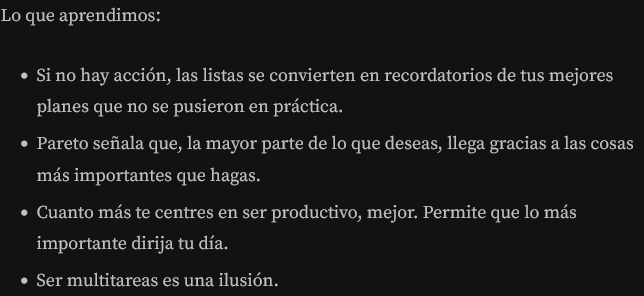 Lo que aprendimos:
• Si no hay acción, las listas se convierten en recordatorios de tus mejores
planes que no se pusieron en práctica.
• Pareto señala que, la mayor parte de lo que deseas, llega gracias a las cosas
más importantes que hagas.
• Cuanto más te centres en ser productivo, mejor. Permite que lo más
importante dirija tu día.
• Ser multitareas es una ilusión.